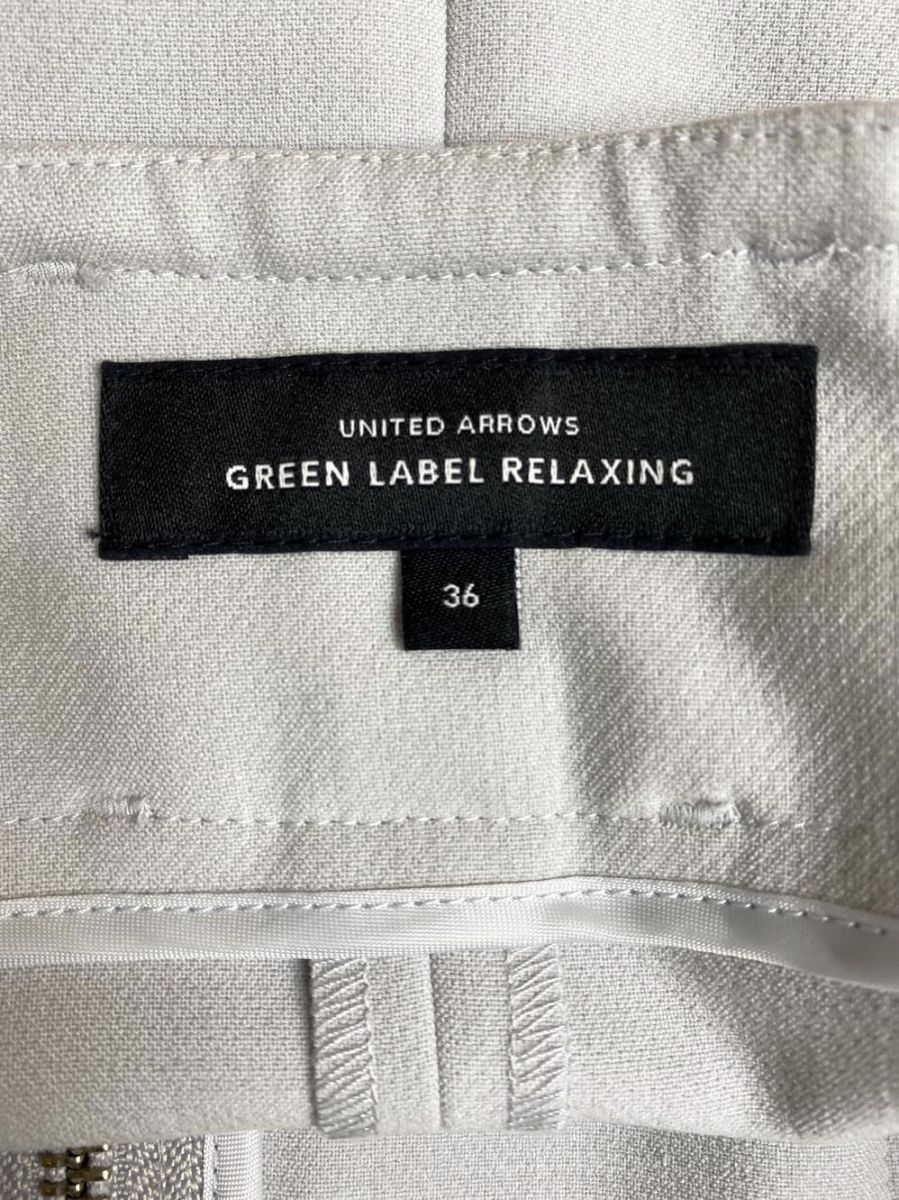 UNITED ARROWS
GREEN LABEL RELAXING
36